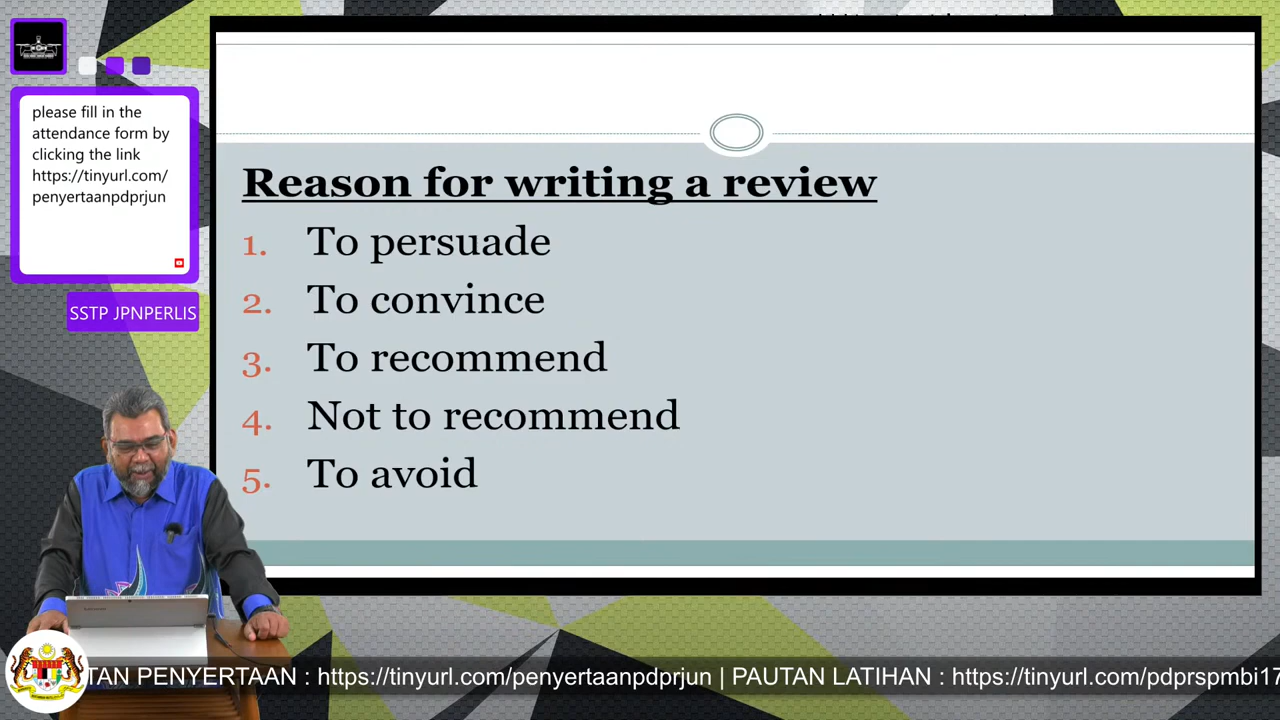 please fill in the
attendance form by
clicking the link
https://tinyurl.com/
penyertaanpdprjun
SSTP JPNPERLIS
Reason for writing a review
1. To persuade
2. To convince
3. To recommend
4. Not to recommend
5. To avoid
TAN PENYERTAAN : https://tinyurl.com/penyertaanpdprjun | PAUTAN LATIHAN : https://tinyurl.com/pdprspmbi17